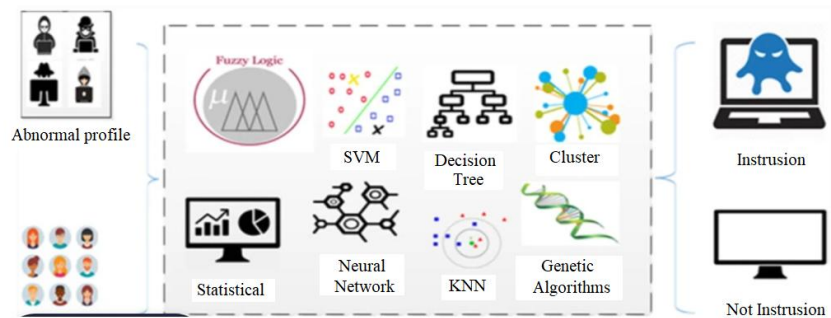 Fuzzy Logic
μ
Abnormal profile
SVM
Decision
Tree
Cluster
Instrusion
Statistical
Neural
Network
KNN
Genetic
Algorithms
Not Instrusion